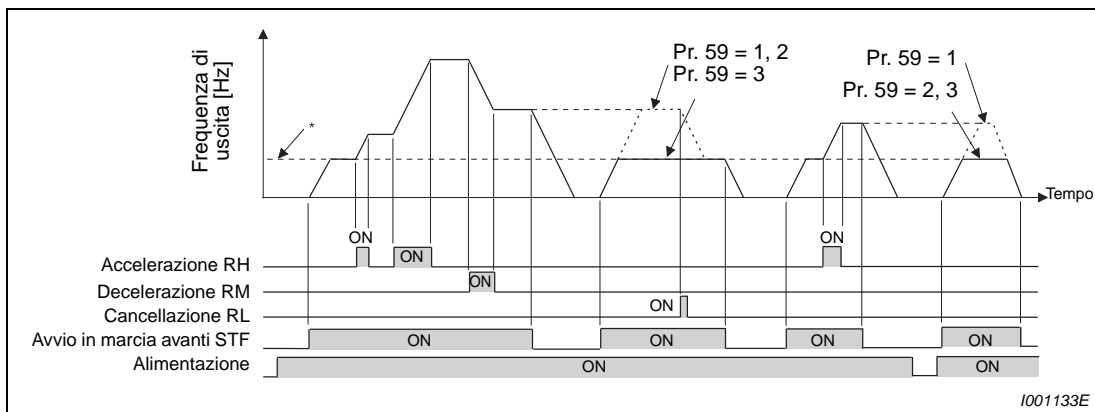 Frequenza di
uscita [Hz]
*
Pr. 59 = 1, 2
Pr. 59 = 3
Pr. 59 = 1
Pr. 59 = 2, 3
Tempo
ON
ON
ON
Accelerazione RH
ON
Decelerazione RM
ON
Cancellazione RL
Avvio in marcia avanti STF
ON
ON
ON
ON
Alimentazione
ON
ON
I001133E